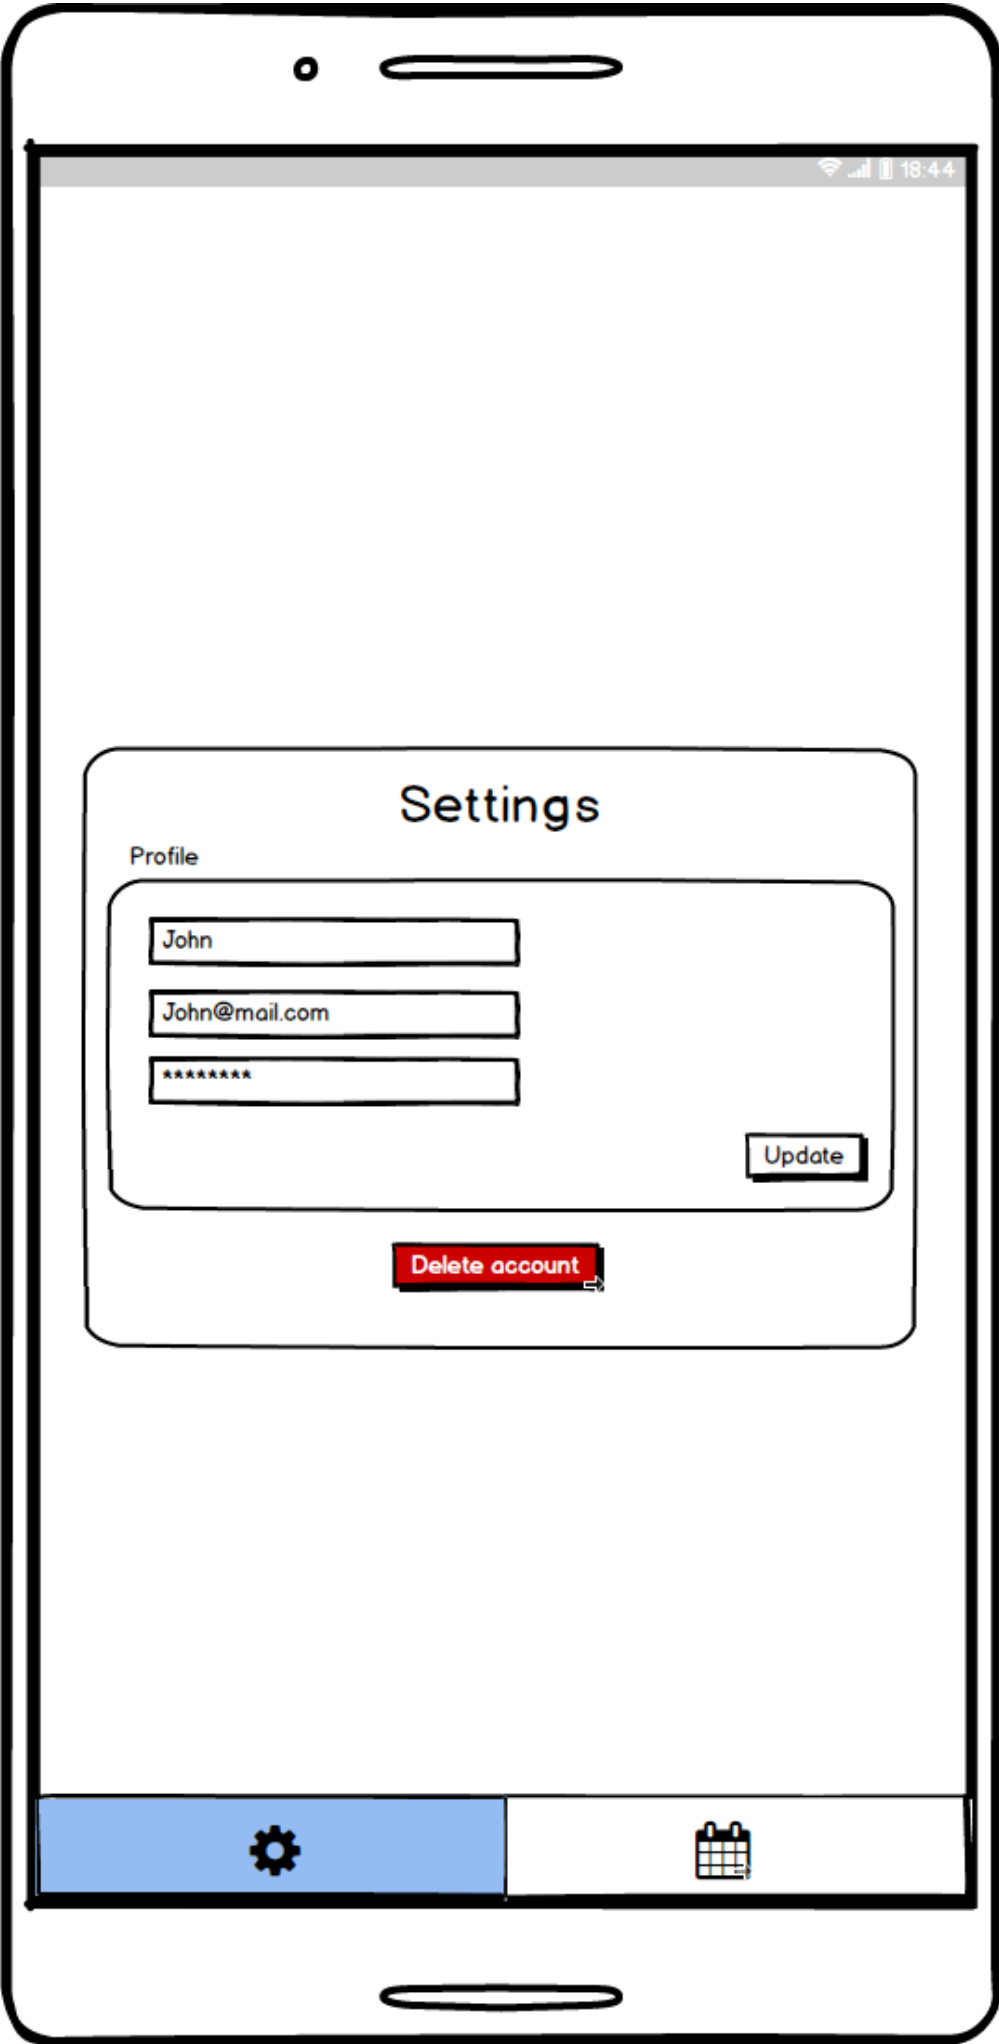 18:44
Settings
Profile
John
John@mail.com
********
Update
Delete account